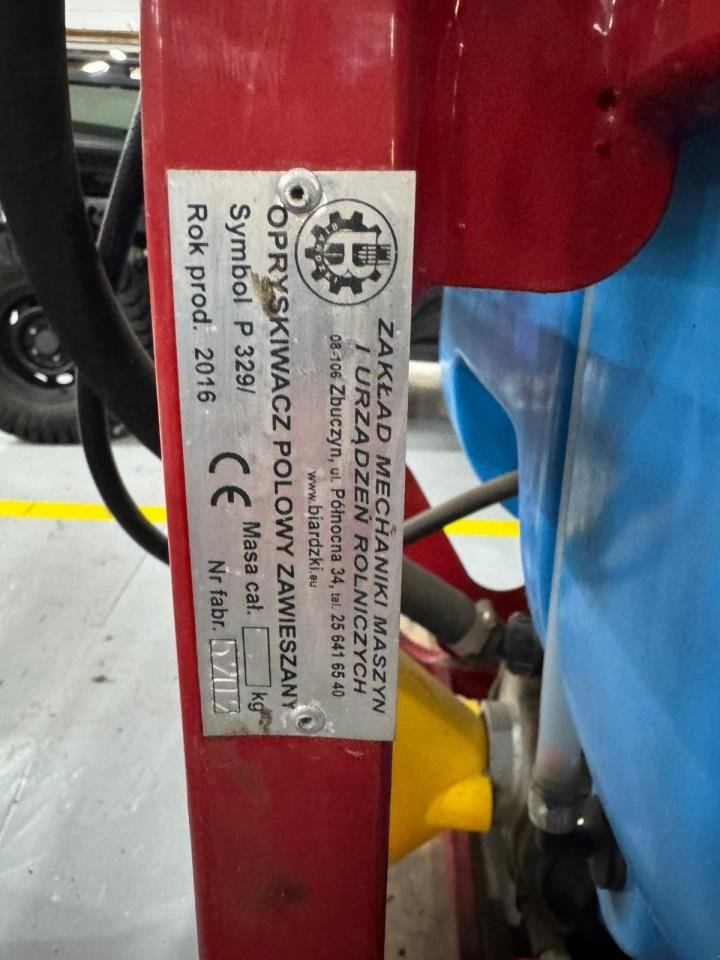 ZAKŁAD MECHANIKI MASZYN
I URZĄDZEŃ ROLNICZYCH
08-106 Zbuczyn, ul. Północna 34, tel. 25 641 65 40
www.bjardzki.eu
OPRYSKIWACZ POLOWY ZAWIESZANY
Symbol P 329/ Masa cał. kg
Rok prod. 2016 CE Nr fabr.